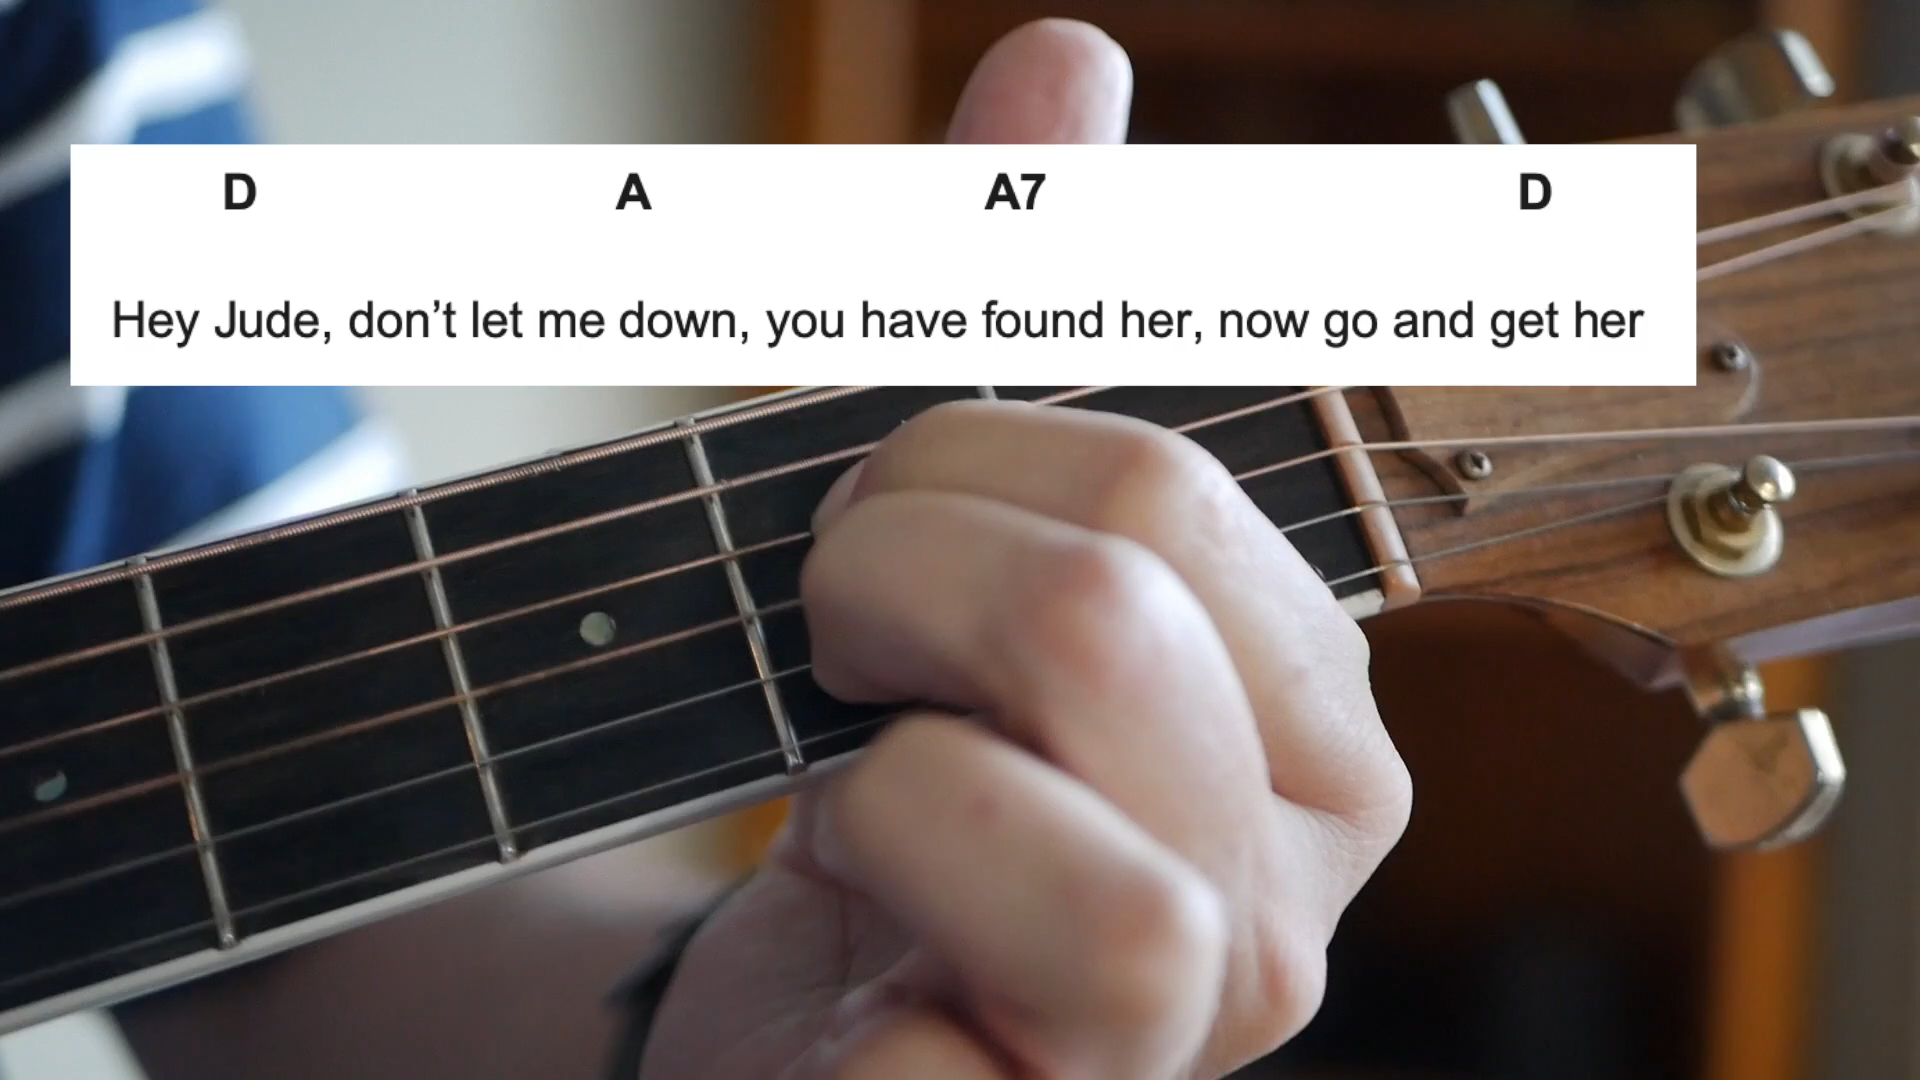 D A A7 D
Hey Jude, don’t let me down, you have found her, now go and get her